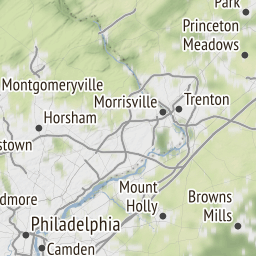 Park
Princeton
Meadows
Montgomeryville
Morrisville
Trenton
Horsham
stown
Mount
Holly
Browns
Mills
dmore
Philadelphia
Camden